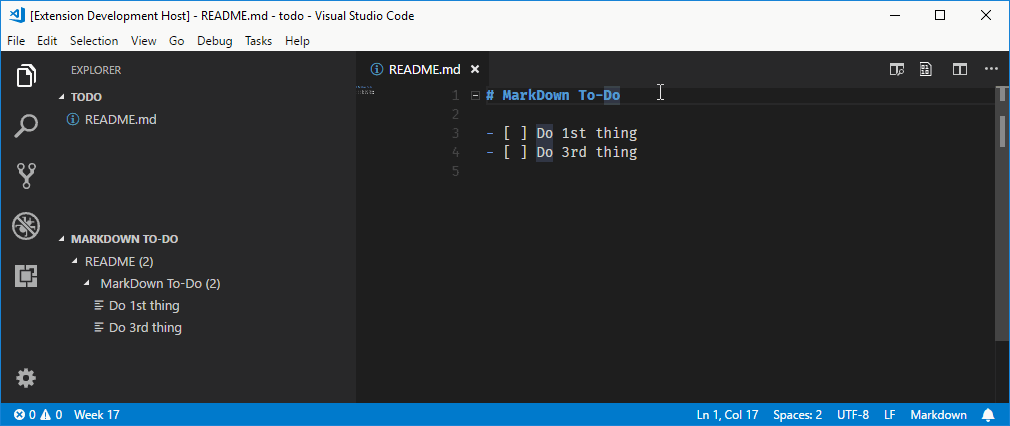 [Extension Development Host] - README.md - todo - Visual Studio Code
File Edit Selection View Go Debug Tasks Help
EXPLORER
TODO
README.md
MARKDOWN TO-DO
README (2)
MarkDown To-Do (2)
Do 1st thing
Do 3rd thing
README.md
1 # MarkDown To-Do
2
3 - [ ] Do 1st thing
4 - [ ] Do 3rd thing
5
0 0 Week 17 Ln 1, Col 17 Spaces: 2 UTF-8 LF Markdown